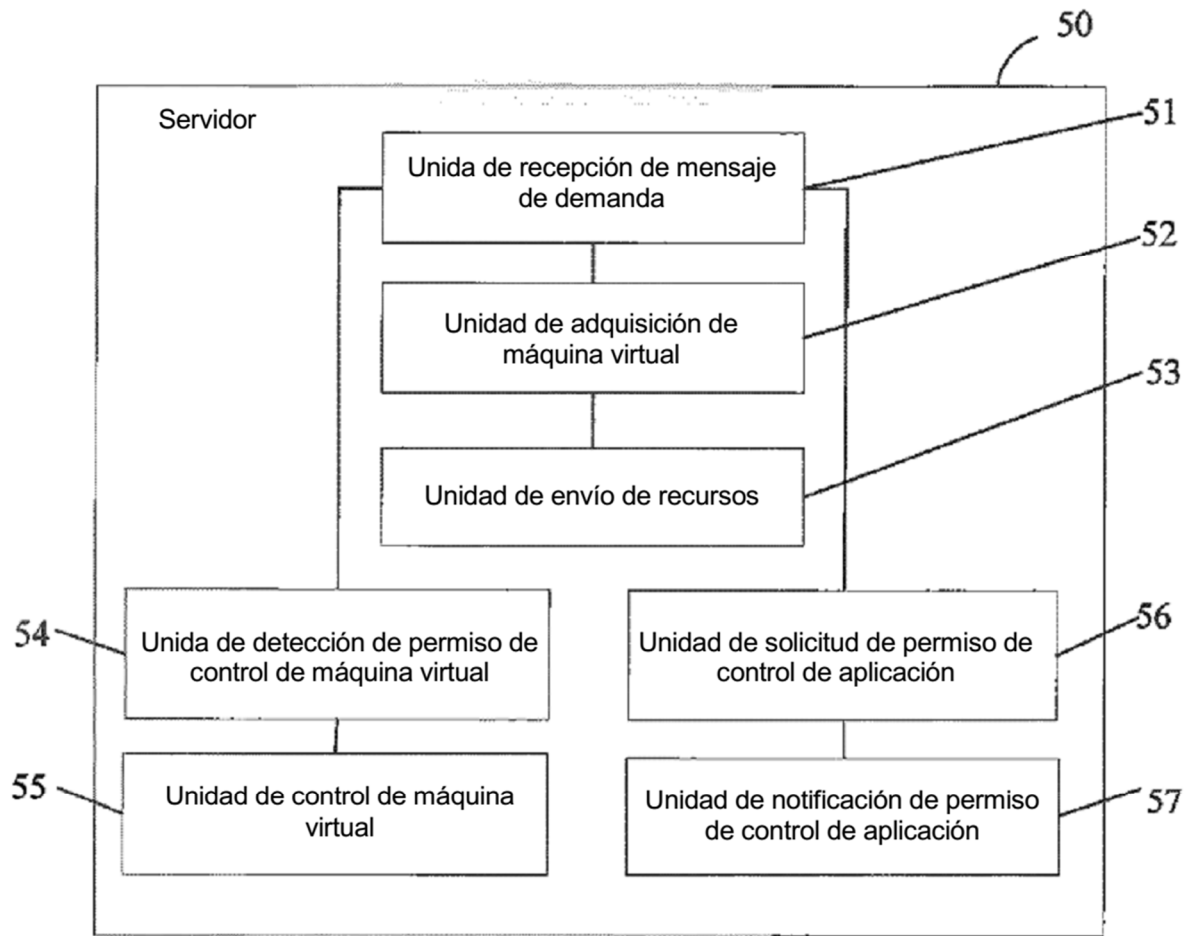 50
Servidor
51
Unida de recepción de mensaje
de demanda
52
Unidad de adquisición de
máquina virtual
53
Unidad de envío de recursos
54
Unida de detección de permiso de
control de máquina virtual
56
Unidad de solicitud de permiso de
control de aplicación
55
Unidad de control de máquina
virtual
57
Unidad de notificación de permiso
de control de aplicación